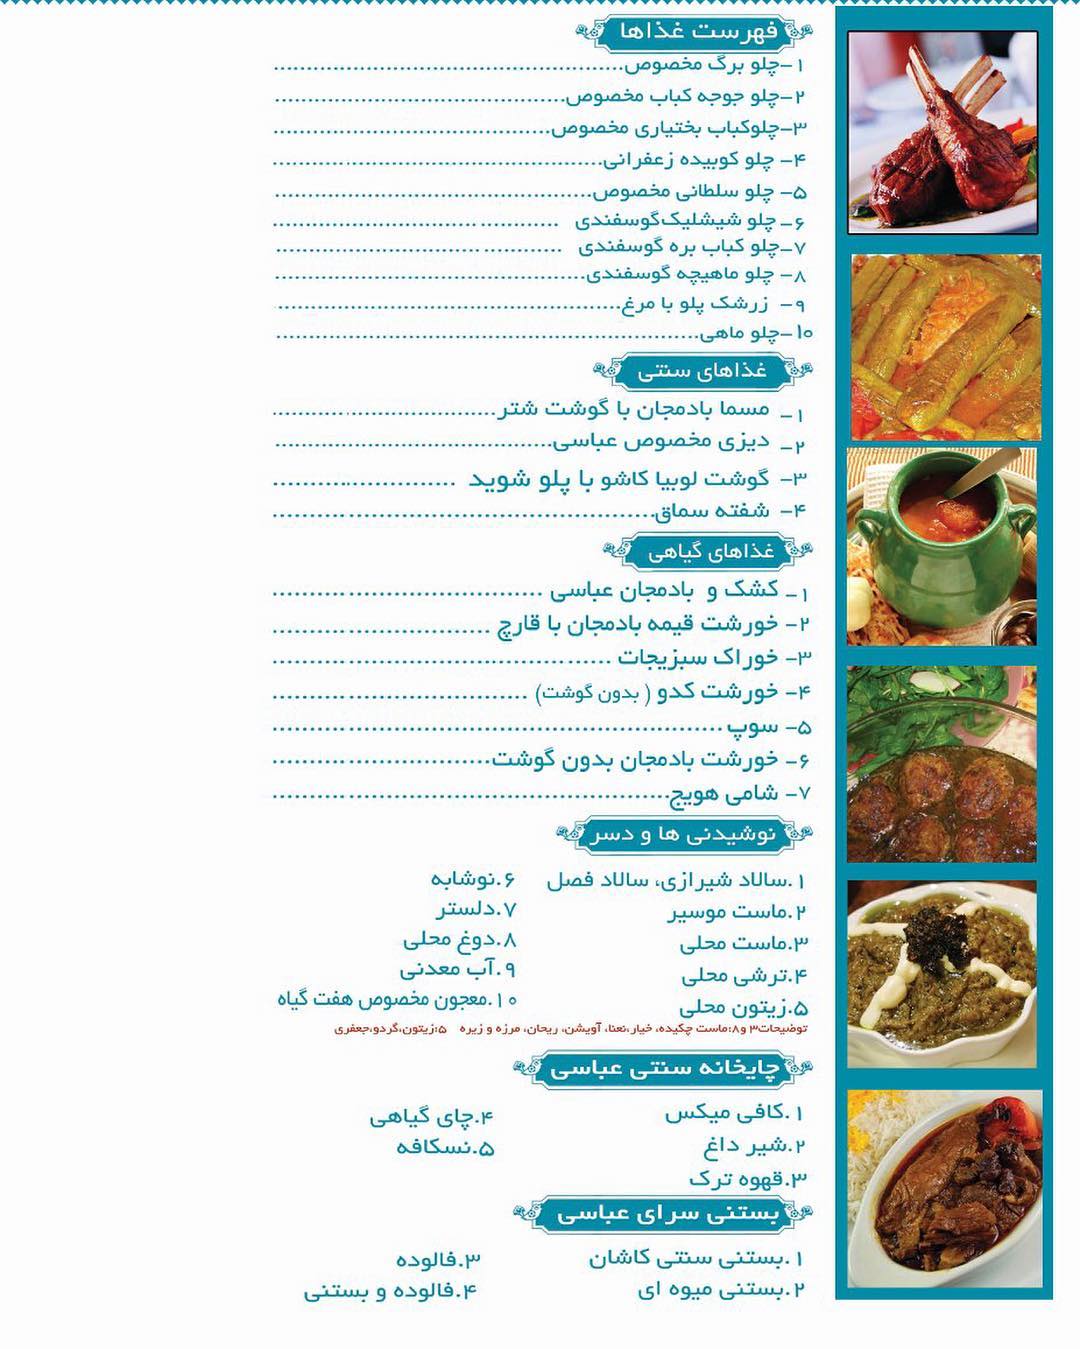 فهرست غذاها
۱-چلو برگ مخصوص
۲-چلو جوجه کباب مخصوص
۳-چلوکباب بختیاری مخصوص
۴- چلو کوبیده زعفرانی
۵- چلو سلطانی مخصوص
۶- چلو شیشلیک گوسفندی
۷-چلو کباب بره گوسفندی
۸- چلو ماهیچه گوسفندی
۹- زرشک پلو با مرغ
۱۰-چلو ماهی
غذاهای سنتی
۱- مسما بادمجان با گوشت شتر
۲- دیزی مخصوص عباسی
۳- گوشت لوبیا کاشو با پلو شوید
۴- شفته سماق
غذاهای گیاهی
۱- کشک و بادمجان عباسی
۲- خورشت قیمه بادمجان با قارچ
۳- خوراک سبزیجات
۴- خورشت کدو ( بدون گوشت)
۵- سوپ
۶- خورشت بادمجان بدون گوشت
۷- شامی هویج
نوشیدنی ها و دسر
۱.سالاد شیرازی، سالاد فصل
۲.ماست موسیر
۳.ماست محلی
۴.ترشی محلی
۵.زیتون محلی
۶.نوشابه
۷.دلستر
۸.دوغ محلی
۹.آب معدنی
۱۰.معجون مخصوص هفت گیاه
توضیحات۳ و۸:ماست چکیده، خیار،نعنا، آویشن، ریحان، مرزه و زیره ۵:زیتون،گردو،جعفری
چایخانه سنتی عباسی
۱.کافی میکس
۲.شیر داغ
۳.قهوه ترک
۴.چای گیاهی
۵.نسکافه
بستنی سرای عباسی
۱.بستنی سنتی کاشان
۲.بستنی میوه ای
۳.فالوده
۴.فالوده و بستنی